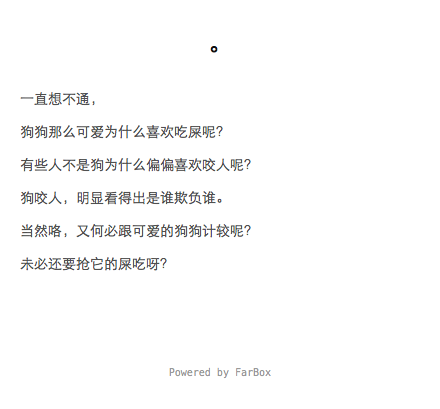 。
一直想不通，
狗狗那么可爱为什么喜欢吃屎呢？
有些人不是狗为什么偏偏喜欢咬人呢？
狗咬人，明显看得出是谁欺负谁。
当然咯，又何必跟可爱的狗狗计较呢？
未必还要抢它的屎吃呀？
Powered by FarBox